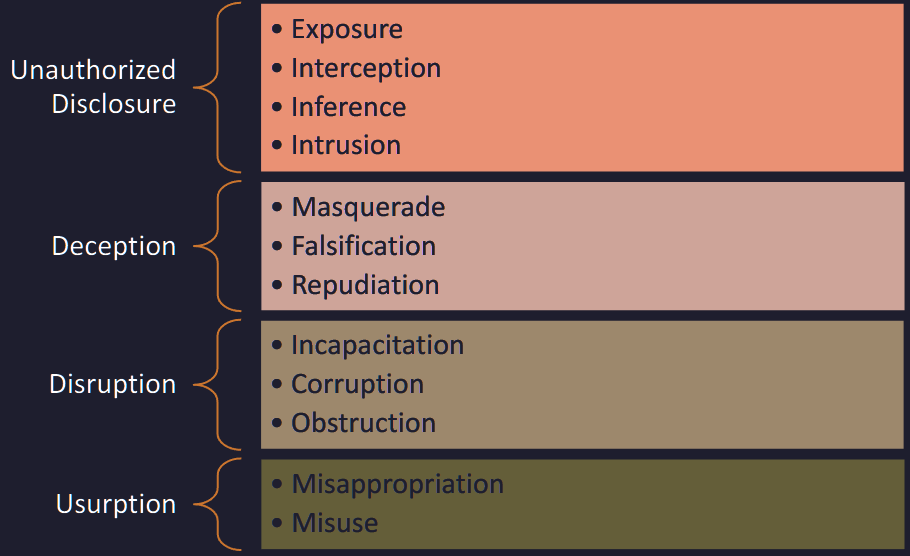 Unauthorized
Disclosure
• Exposure
• Interception
• Inference
• Intrusion
Deception
• Masquerade
• Falsification
• Repudiation
Disruption
• Incapacitation
• Corruption
• Obstruction
Usurption
• Misappropriation
• Misuse